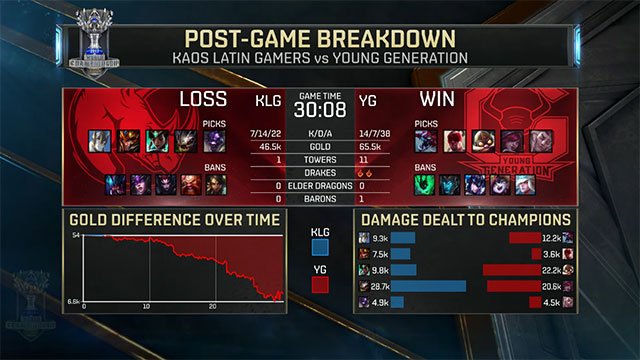 POST-GAME BREAKDOWN
KAOS LATIN GAMERS vs YOUNG GENERATION
LOSS KLG GAME TIME YG WIN
30:08
PICKS 7/14/22 K/D/A 14/7/38 PICKS
46.5k GOLD 65.5k
1 TOWERS 11
BANS DRAKES BANS
0 ELDER DRAGONS 0
0 BARONS 1
YOUNG
GENERATION
GOLD DIFFERENCE OVER TIME
54
6.6k
0 10 20
KLG
YG
DAMAGE DEALT TO CHAMPIONS
9.3k 12.2k
7.5k 3.6k
9.8k 22.2k
28.7k 20.6k
4.9k 4.5k